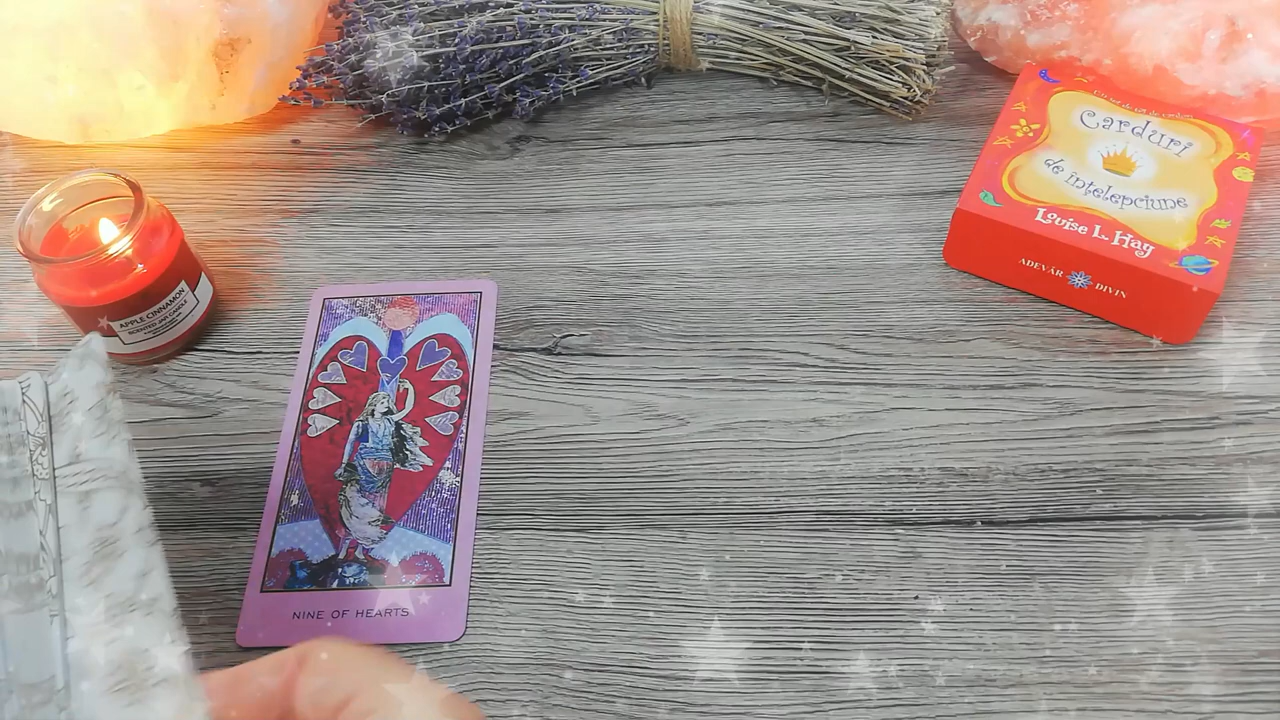 Carduri
de înțelepciune
Louise L. Hay
ADEVĂR DIVIN
APPLE CINNAMON
SCENTED JAR CANDLE
NINE OF HEARTS